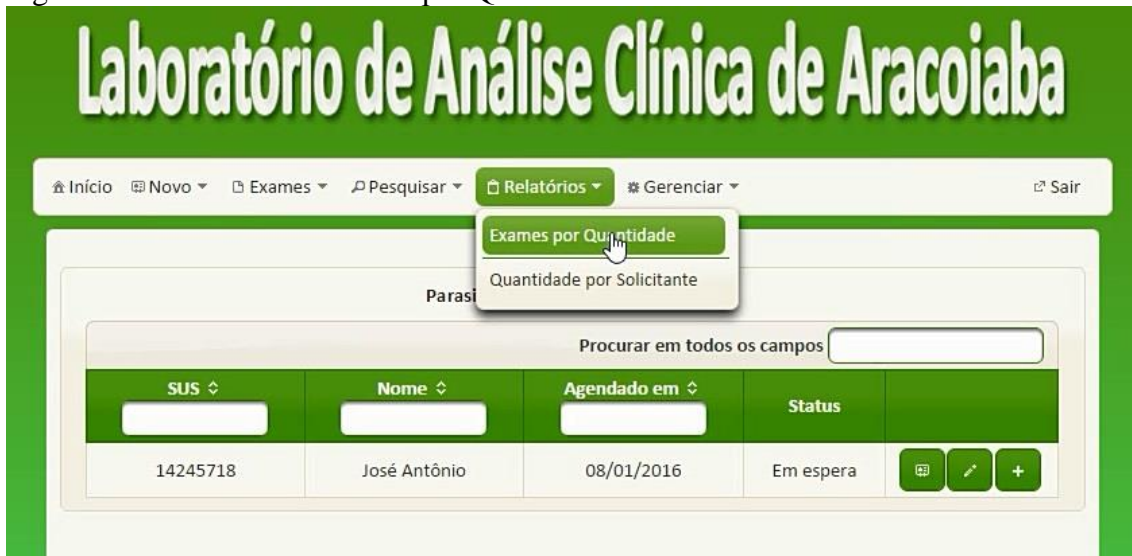 Laboratório de Análise Clínica de Aracoiaba
Início Novo Exames Pesquisar Relatórios Gerenciar Sair
Exames por Quantidade
Quantidade por Solicitante
Procurar em todos os campos
SUS Nome Agendado em Status
14245718 José Antônio 08/01/2016 Em espera